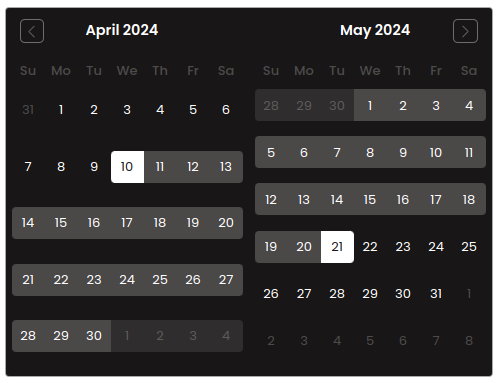 April 2024
Su Mo Tu We Th Fr Sa
31 1 2 3 4 5 6
7 8 9 10 11 12 13
14 15 16 17 18 19 20
21 22 23 24 25 26 27
28 29 30 1 2 3 4
May 2024
Su Mo Tu We Th Fr Sa
28 29 30 1 2 3 4
5 6 7 8 9 10 11
12 13 14 15 16 17 18
19 20 21 22 23 24 25
26 27 28 29 30 31 1
2 3 4 5 6 7 8